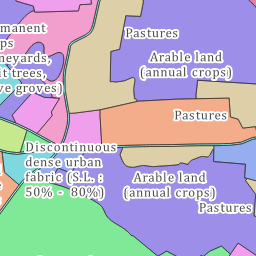 manent
ps
neyards,
it trees,
ve groves)
Pastures
Arable land
(annual crops)
Pastures
Discontinuous
dense urban
fabric (S.L. :
50% - 80%)
Arable land
(annual crops)
Pastures